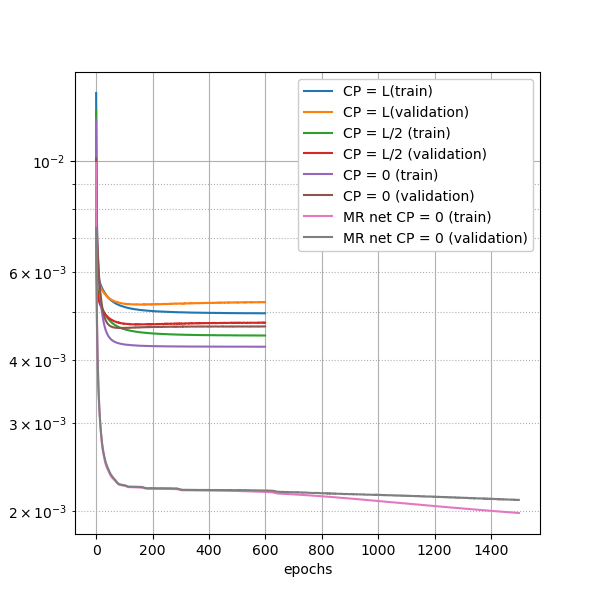 CP = L(train)
CP = L(validation)
CP = L/2 (train)
CP = L/2 (validation)
CP = 0 (train)
CP = 0 (validation)
MR net CP = 0 (train)
MR net CP = 0 (validation)
10⁻²
6 × 10⁻³
4 × 10⁻³
3 × 10⁻³
2 × 10⁻³
0 200 400 600 800 1000 1200 1400
epochs